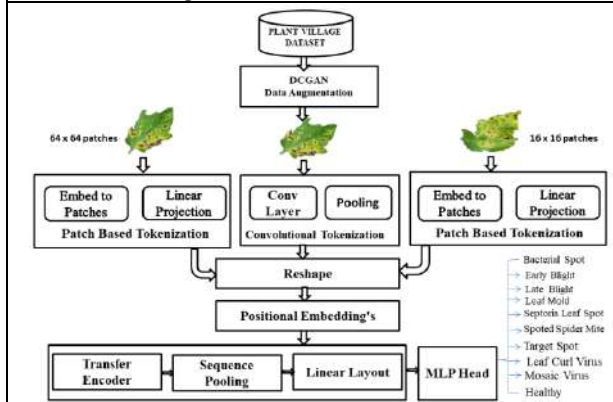 PLANT VILLAGE
DATASET
DCGAN
Data Augmentation
64 x 64 patches
16 x 16 patches
Embed to
Patches
Linear
Projection
Patch Based Tokenization
Conv
Layer
Pooling
Convolutional Tokenization
Embed to
Patches
Linear
Projection
Patch Based Tokenization
Reshape
Positional Embedding's
Transfer
Encoder
Sequence
Pooling
Linear Layout
MLP Head
Bacterial Spot
Early Blight
Late Blight
Leaf Mold
Septoria Leaf Spot
Spoted Spider Mite
Target Spot
Leaf Curl Virus
Mosaic Virus
Healthy